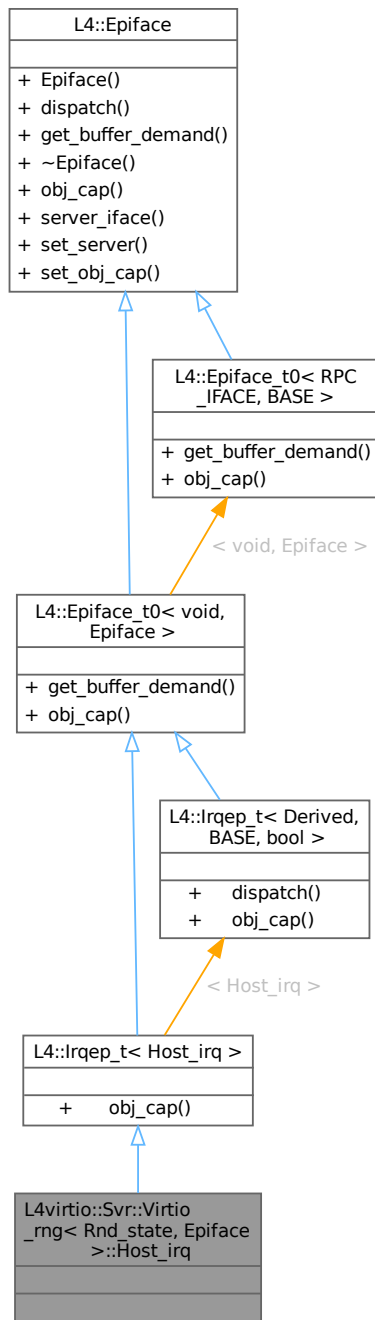 L4::Epiface
+ Epiface()
+ dispatch()
+ get_buffer_demand()
+ ~Epiface()
+ obj_cap()
+ server_iface()
+ set_server()
+ set_obj_cap()
L4::Epiface_t0< RPC
_IFACE, BASE >
+ get_buffer_demand()
+ obj_cap()
< void, Epiface >
L4::Epiface_t0< void,
Epiface >
+ get_buffer_demand()
+ obj_cap()
L4::Irqep_t< Derived,
BASE, bool >
+ dispatch()
+ obj_cap()
< Host_irq >
L4::Irqep_t< Host_irq >
+ obj_cap()
L4virtio::Svr::Virtio
_rng< Rnd_state, Epiface
>::Host_irq